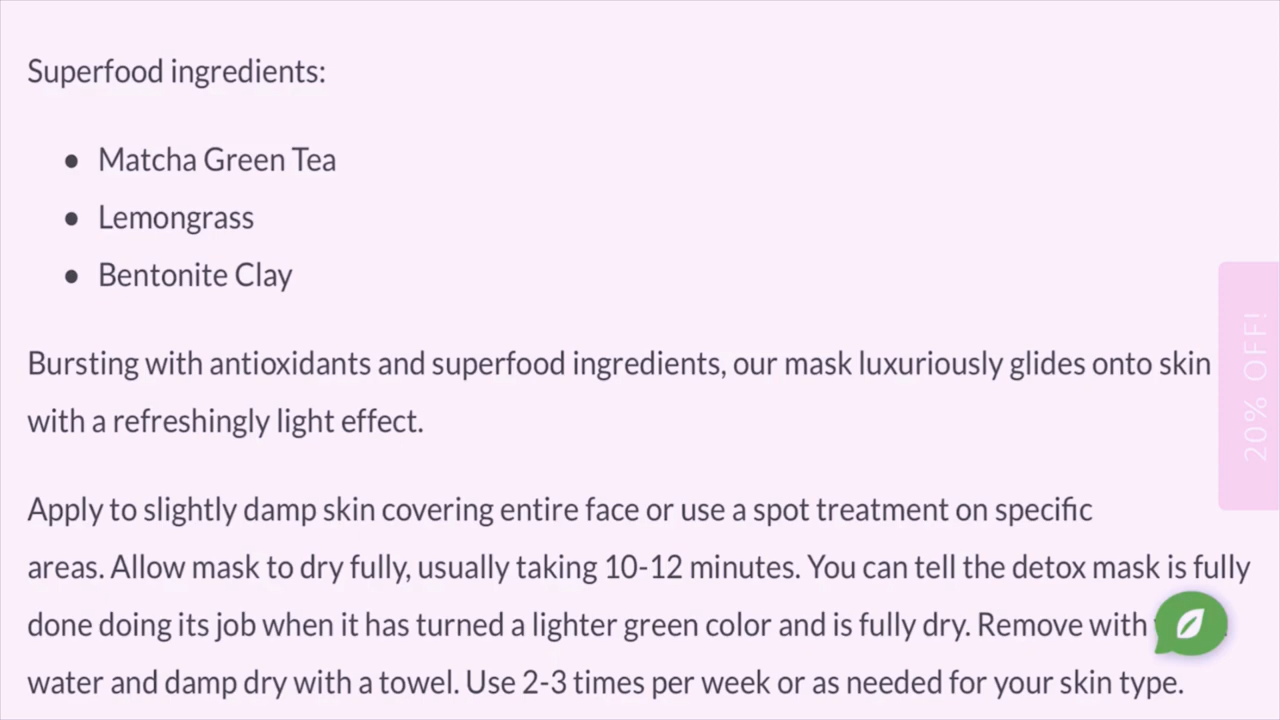 Superfood ingredients:
• Matcha Green Tea
• Lemongrass
• Bentonite Clay
Bursting with antioxidants and superfood ingredients, our mask luxuriously glides onto skin
with a refreshingly light effect.
20% OFF!
Apply to slightly damp skin covering entire face or use a spot treatment on specific
areas. Allow mask to dry fully, usually taking 10-12 minutes. You can tell the detox mask is fully
done doing its job when it has turned a lighter green color and is fully dry. Remove with
water and damp dry with a towel. Use 2-3 times per week or as needed for your skin type.